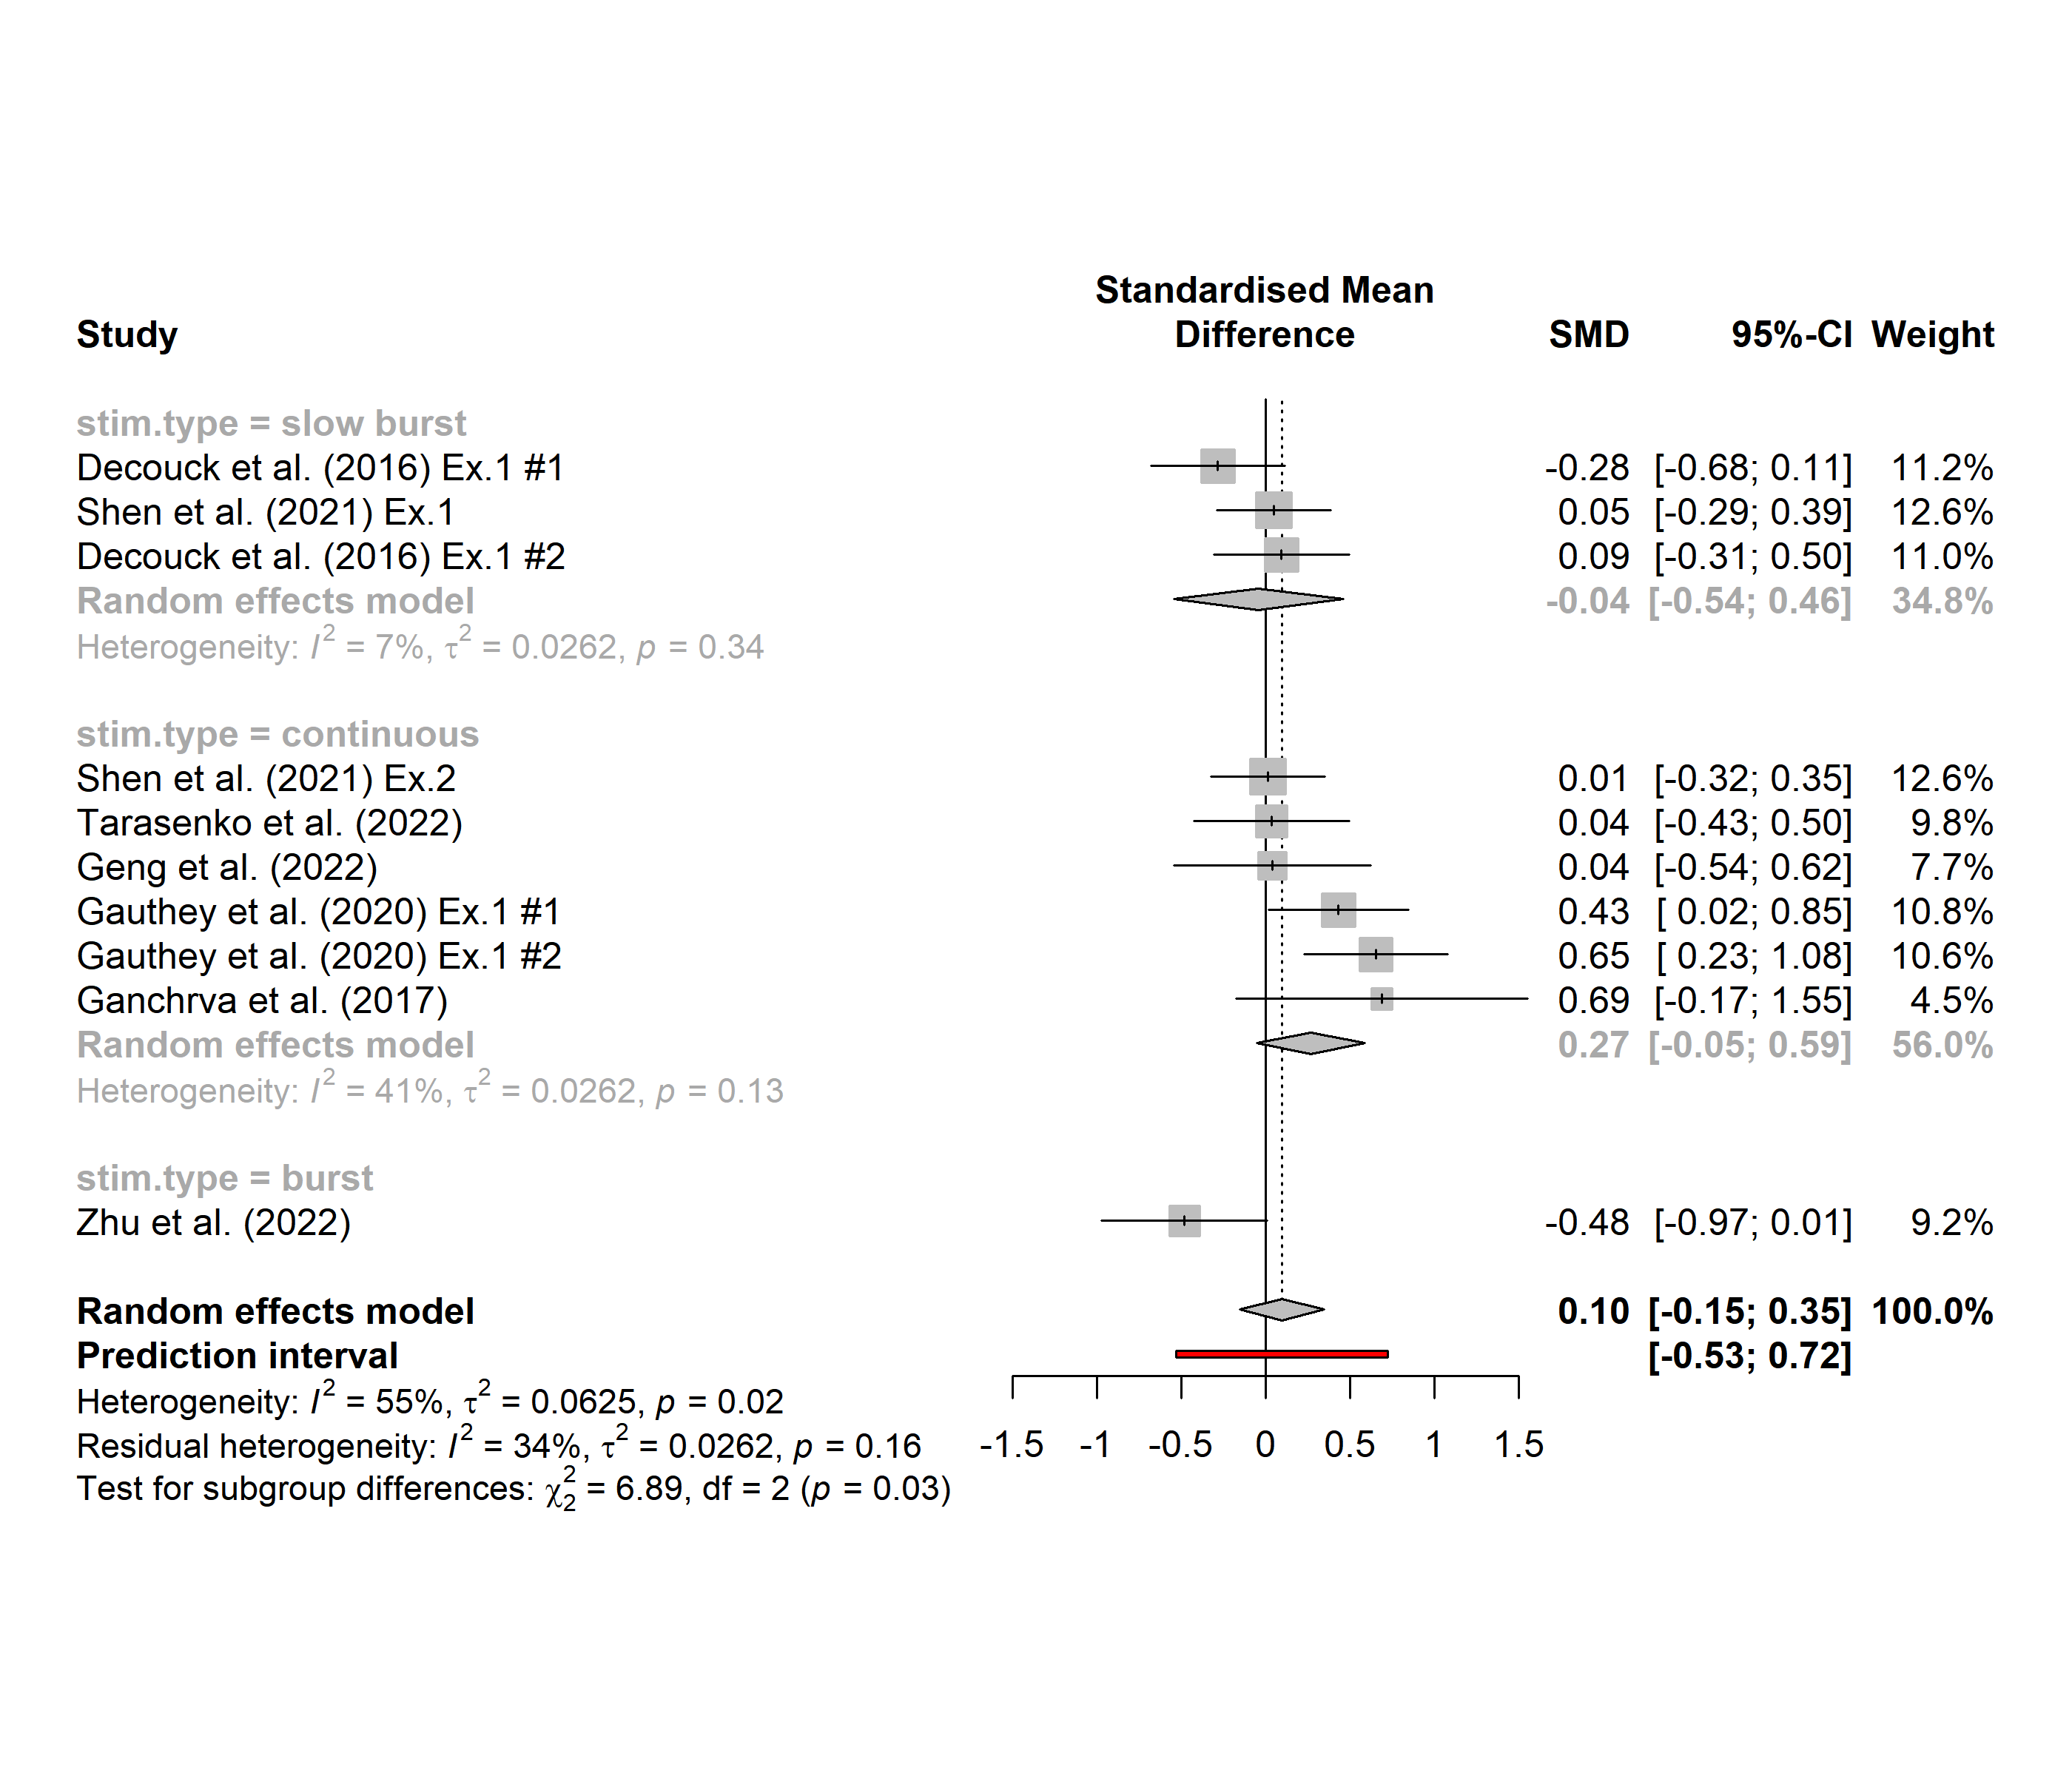 Standardised Mean
Study Difference SMD 95%-CI Weight
stim.type = slow burst
Decouck et al. (2016) Ex.1 #1 -0.28 [-0.68; 0.11] 11.2%
Shen et al. (2021) Ex.1 0.05 [-0.29; 0.39] 12.6%
Decouck et al. (2016) Ex.1 #2 0.09 [-0.31; 0.50] 11.0%
Random effects model -0.04 [-0.54; 0.46] 34.8%
Heterogeneity: I² = 7%, τ² = 0.0262, p = 0.34
stim.type = continuous
Shen et al. (2021) Ex.2 0.01 [-0.32; 0.35] 12.6%
Tarasenko et al. (2022) 0.04 [-0.43; 0.50] 9.8%
Geng et al. (2022) 0.04 [-0.54; 0.62] 7.7%
Gauthey et al. (2020) Ex.1 #1 0.43 [ 0.02; 0.85] 10.8%
Gauthey et al. (2020) Ex.1 #2 0.65 [ 0.23; 1.08] 10.6%
Ganchrva et al. (2017) 0.69 [-0.17; 1.55] 4.5%
Random effects model 0.27 [-0.05; 0.59] 56.0%
Heterogeneity: I² = 41%, τ² = 0.0262, p = 0.13
stim.type = burst
Zhu et al. (2022) -0.48 [-0.97; 0.01] 9.2%
Random effects model 0.10 [-0.15; 0.35] 100.0%
Prediction interval [-0.53; 0.72]
Heterogeneity: I² = 55%, τ² = 0.0625, p = 0.02
Residual heterogeneity: I² = 34%, τ² = 0.0262, p = 0.16
-1.5 -1 -0.5 0 0.5 1 1.5
Test for subgroup differences: χ²₂ = 6.89, df = 2 (p = 0.03)